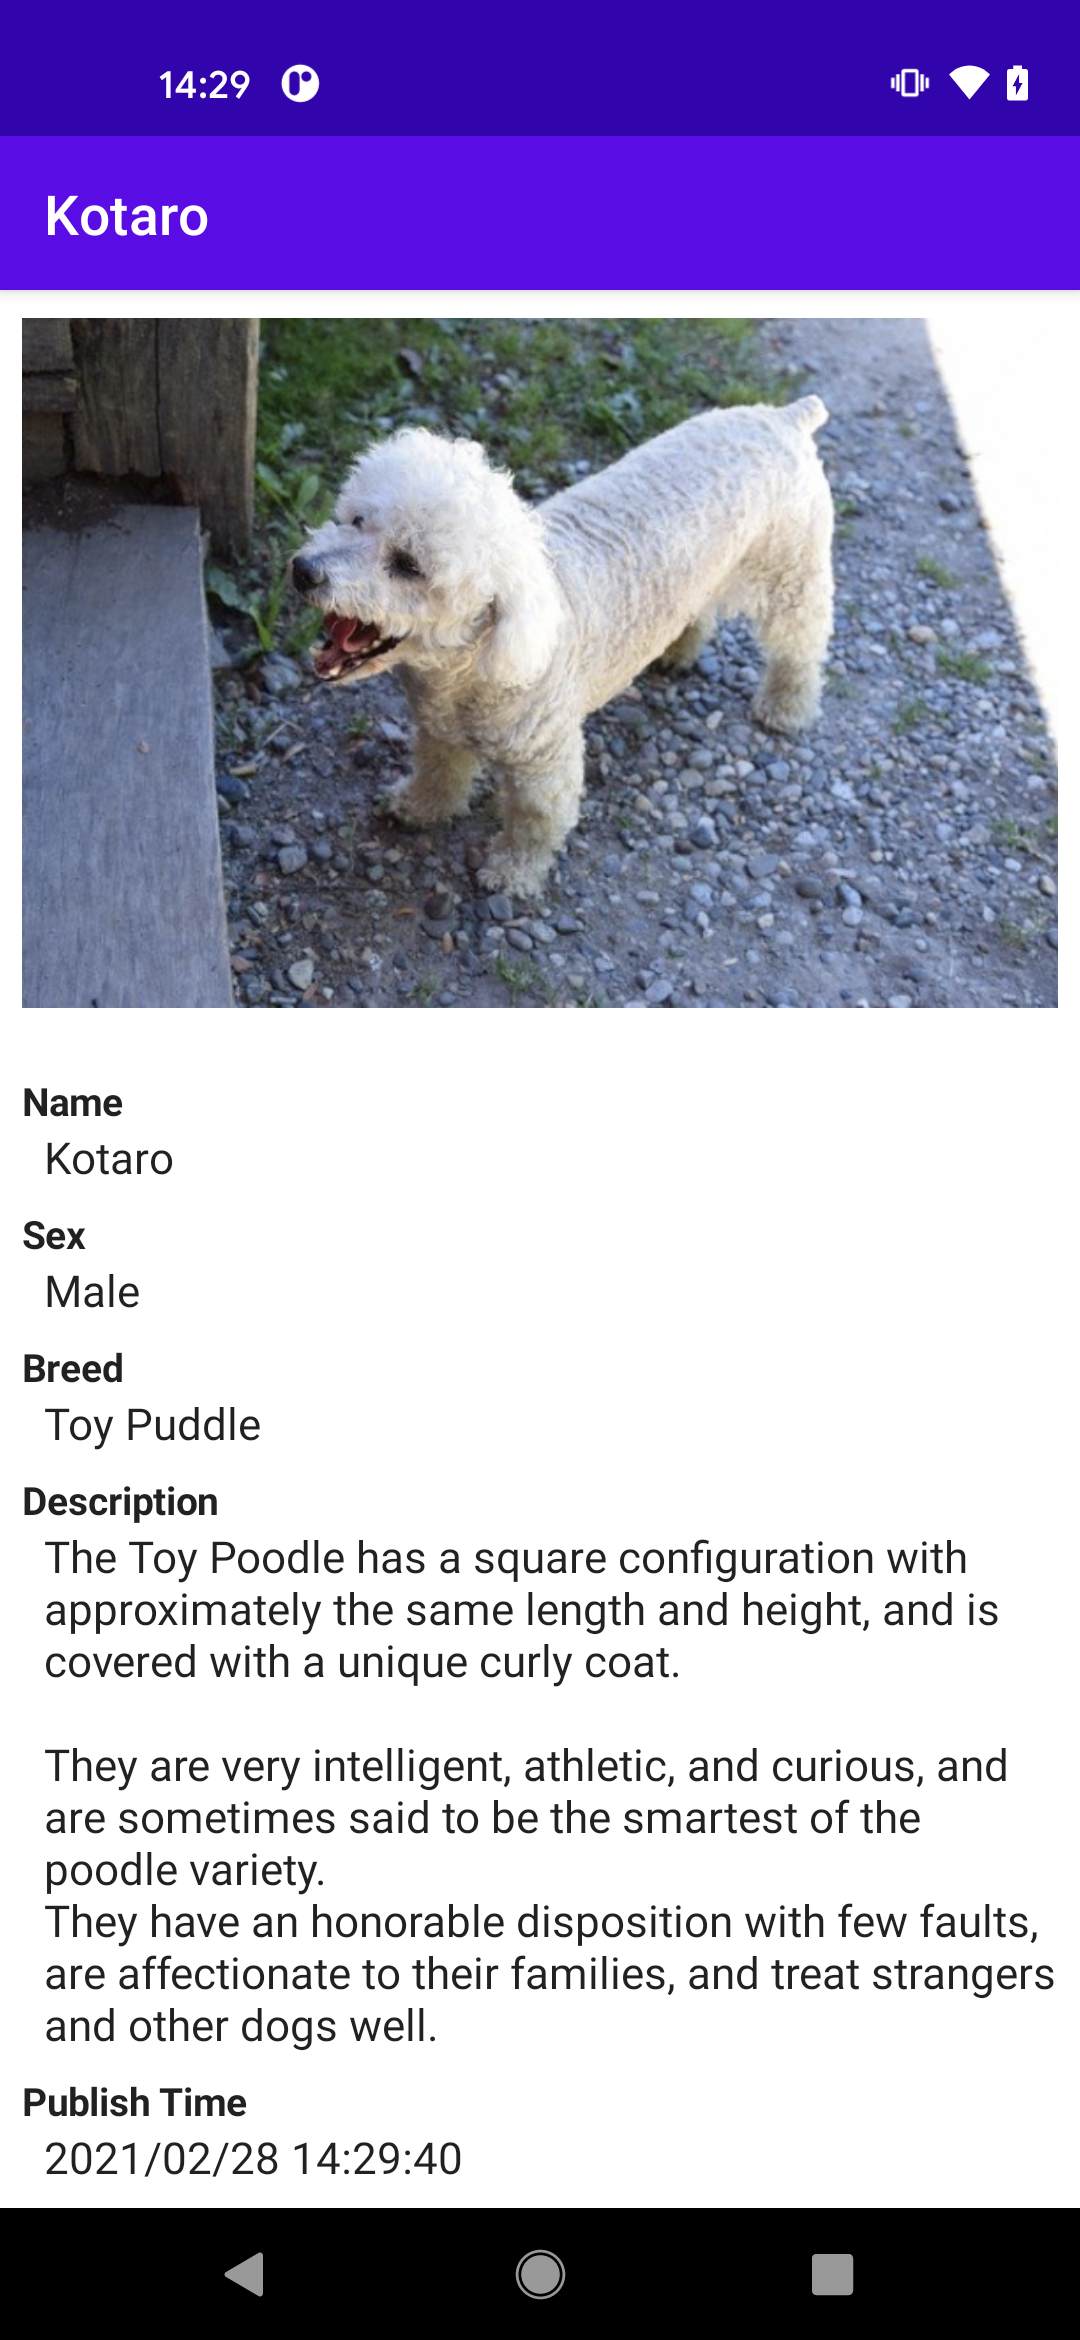 14:29
Kotaro
Name
Kotaro
Sex
Male
Breed
Toy Puddle
Description
The Toy Poodle has a square configuration with
approximately the same length and height, and is
covered with a unique curly coat.
They are very intelligent, athletic, and curious, and
are sometimes said to be the smartest of the
poodle variety.
They have an honorable disposition with few faults,
are affectionate to their families, and treat strangers
and other dogs well.
Publish Time
2021/02/28 14:29:40